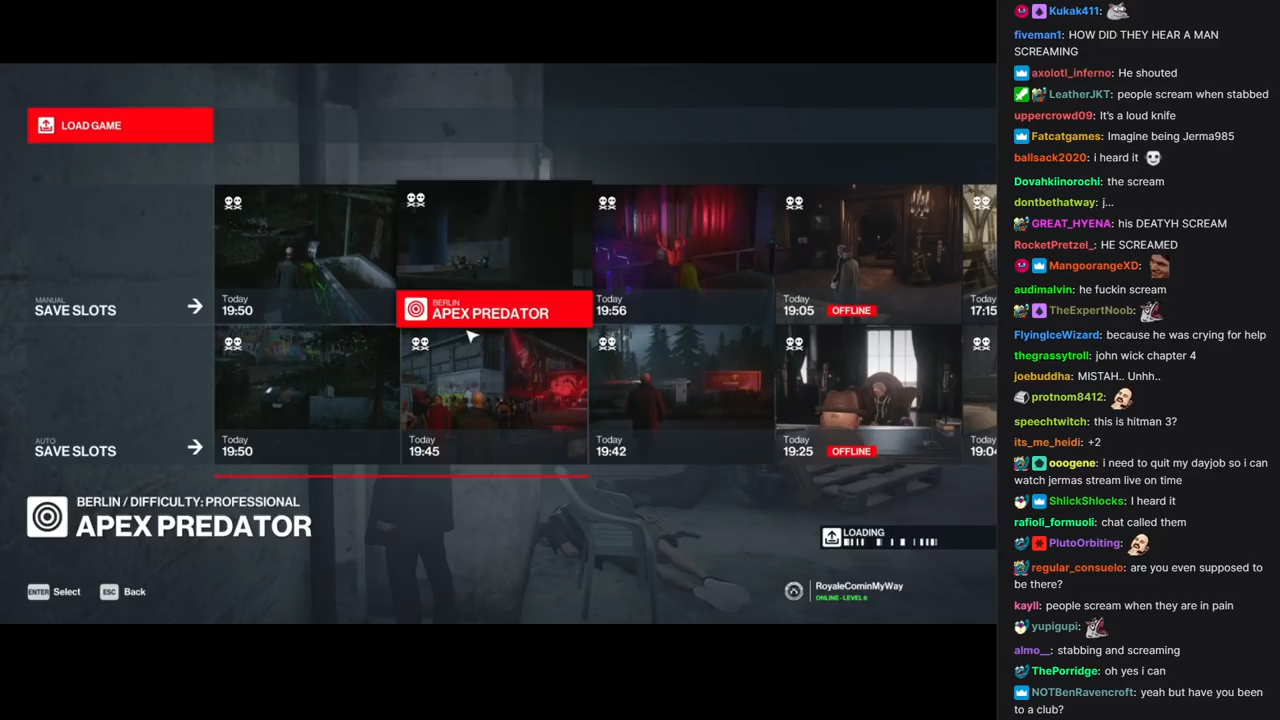 LOAD GAME
MANUAL
SAVE SLOTS
Today
19:50
BERLIN
APEX PREDATOR
Today
19:56
Today
19:05
OFFLINE
Today
17:15
AUTO
SAVE SLOTS
Today
19:50
Today
19:45
Today
19:42
Today
19:25
OFFLINE
Today
19:04
BERLIN / DIFFICULTY: PROFESSIONAL
APEX PREDATOR
LOADING
ENTER Select
ESC Back
RoyaleCominMyWay
ONLINE - LEVEL 6
Kukak411:
fiveman1: HOW DID THEY HEAR A MAN
SCREAMING
axolotl_inferno: He shouted
LeatherJKT: people scream when stabbed
uppercrowd09: It's a loud knife
Fatcatgames: Imagine being Jerma985
ballsack2020: i heard it
Dovahkiinorochi: the scream
dontbethatway: j...
GREAT_HYENA: his DEATYH SCREAM
RocketPretzel_: HE SCREAMED
MangoorangeXD:
audimalvin: he fuckin scream
TheExpertNoob:
FlyingIceWizard: because he was crying for help
thegrassytroll: john wick chapter 4
joebuddha: MISTAH.. Unhh..
protnom8412:
speechtwitch: this is hitman 3?
its_me_heidi: +2
ooogene: i need to quit my dayjob so i can
watch jermas stream live on time
ShlickShlocks: I heard it
rafioli_formuoli: chat called them
PlutoOrbiting:
regular_consuelo: are you even supposed to
be there?
kayll: people scream when they are in pain
yupigupi:
almo__: stabbing and screaming
ThePorridge: oh yes i can
NOTBenRavencroft: yeah but have you been
to a club?